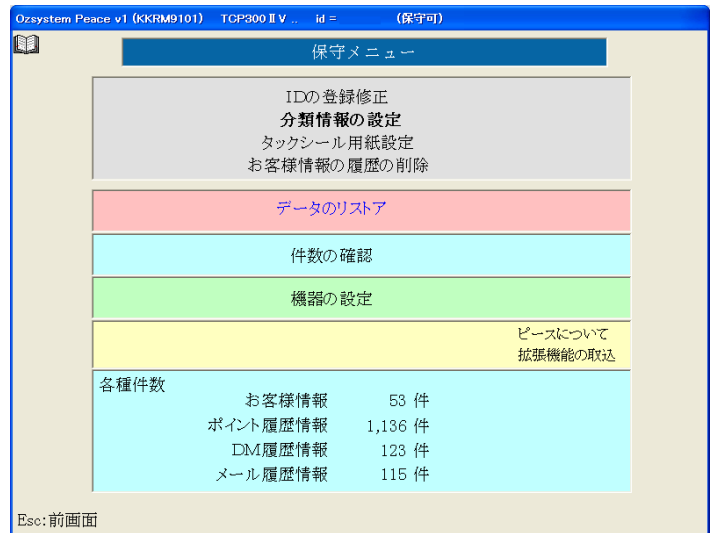 Ozsystem Peace v1 (KKRM9101) TCP300ⅡV .. id = (保守可)
保守メニュー
IDの登録修正
分類情報の設定
タックシール用紙設定
お客様情報の履歴の削除
データのリストア
件数の確認
機器の設定
ピースについて
拡張機能の取込
各種件数
お客様情報 53 件
ポイント履歴情報 1,136 件
DM履歴情報 123 件
メール履歴情報 115 件
Esc:前画面